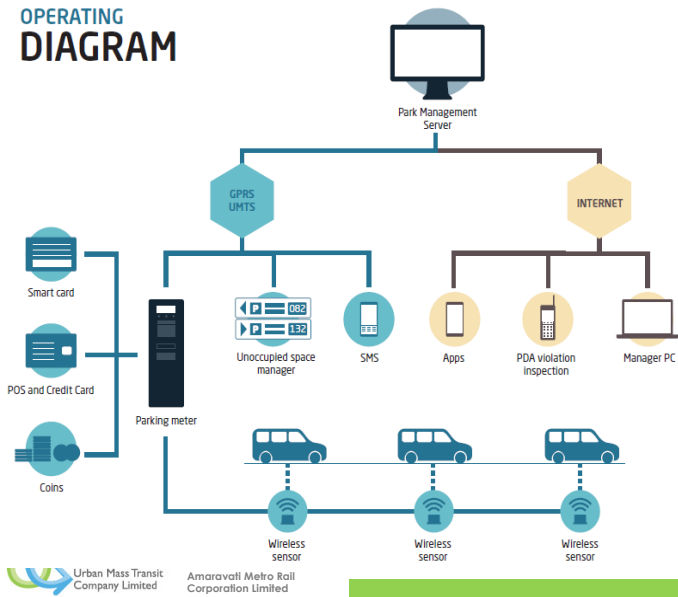 OPERATING
DIAGRAM
Park Management
Server
GPRS
UMTS
INTERNET
Smart card
POS and Credit Card
Coins
Parking meter
P 082
P 132
Unoccupied space
manager
SMS
Apps
PDA violation
inspection
Manager PC
Wireless
sensor
Wireless
sensor
Wireless
sensor
Urban Mass Transit
Company Limited
Amaravati Metro Rail
Corporation Limited